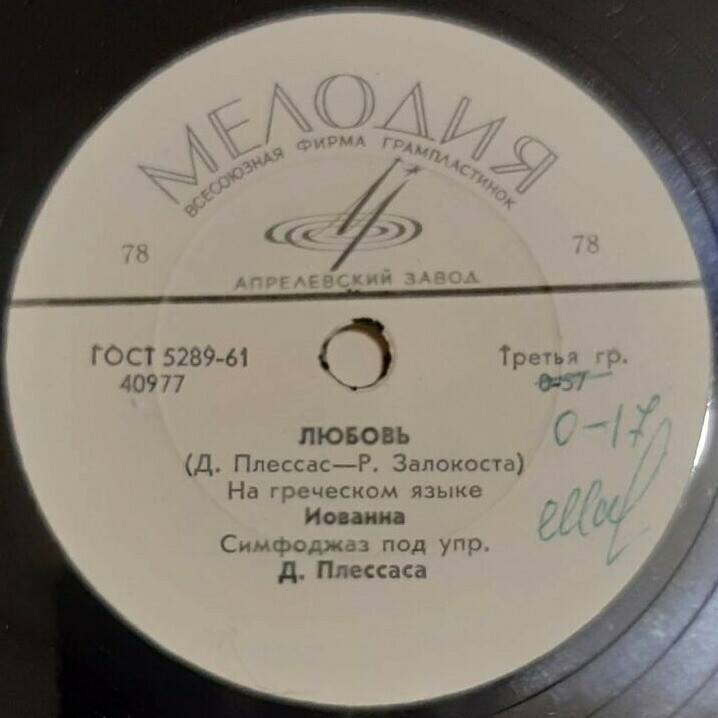 МЕЛОДИЯ
ВСЕСОЮЗНАЯ ФИРМА ГРАМПЛАСТИНОК
78
78
АПРЕЛЕВСКИЙ ЗАВОД
ГОСТ 5289-61
Третья гр.
40977
0-57
0-17
ЛЮБОВЬ
(Д. Плессас—Р. Залокоста)
На греческом языке
Иованна
Симфоджаз под упр.
Д. Плессаса